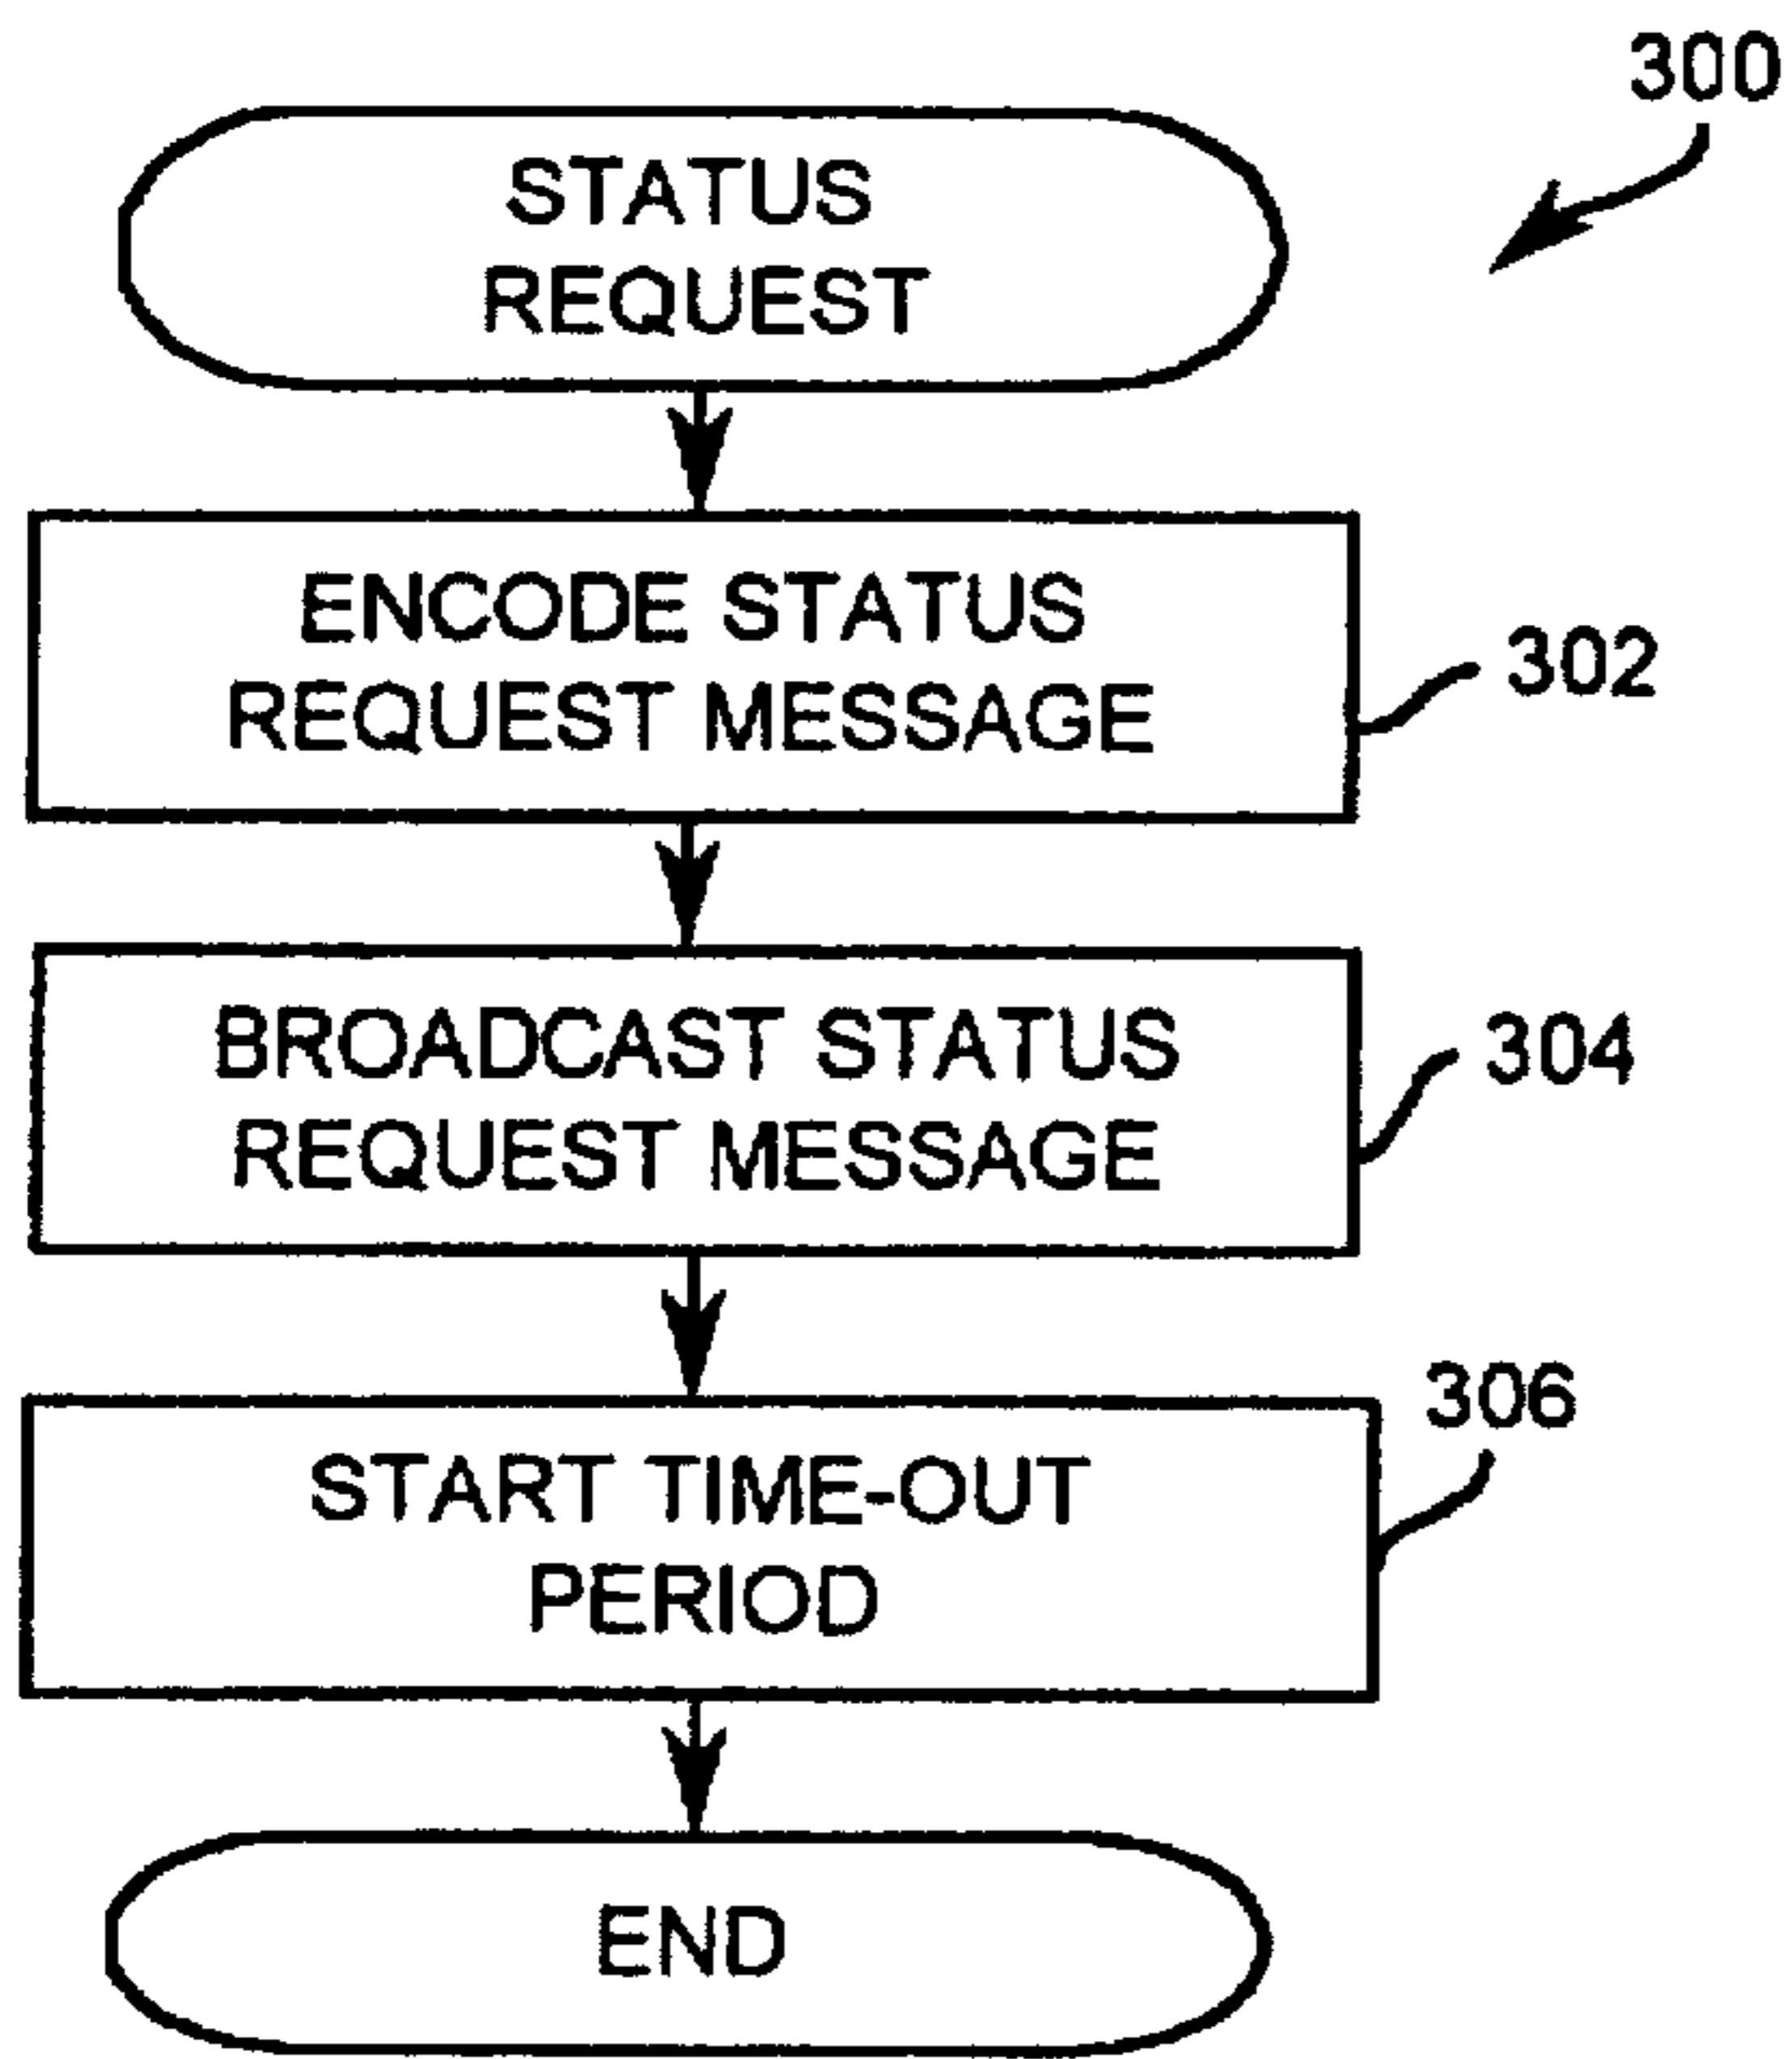 300
STATUS
REQUEST
ENCODE STATUS
REQUEST MESSAGE
302
BROADCAST STATUS
REQUEST MESSAGE
304
306
START TIME-OUT
PERIOD
END